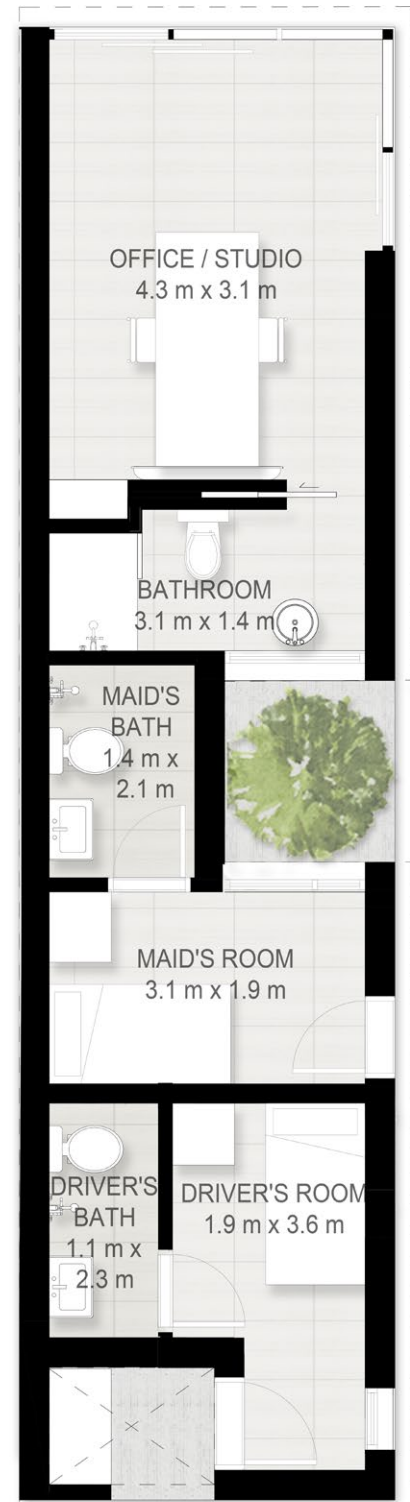 OFFICE / STUDIO
4.3 m x 3.1 m
BATHROOM
3.1 m x 1.4 m
MAID'S
BATH
1.4 m x
2.1 m
MAID'S ROOM
3.1 m x 1.9 m
DRIVER'S
BATH
1.1 m x
2.3 m
DRIVER'S ROOM
1.9 m x 3.6 m